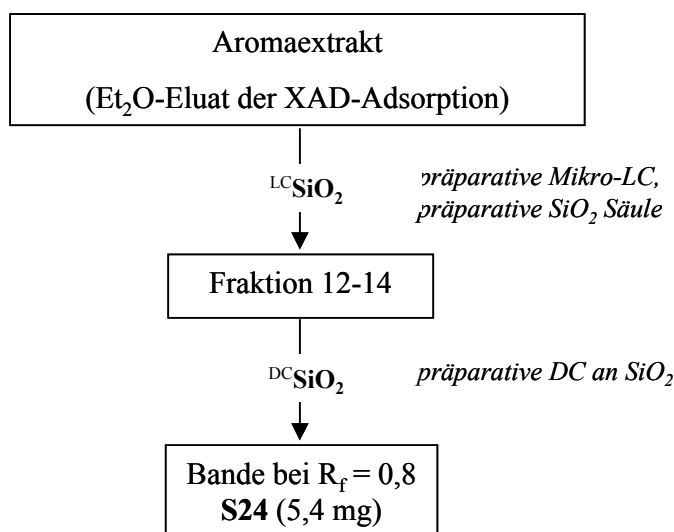 Aromaextrakt
(Et₂O-Eluat der XAD-Adsorption)
ᴸᶜSiO₂
präparative Mikro-LC,
präparative SiO₂ Säule
Fraktion 12-14
ᴰᶜSiO₂
präparative DC an SiO₂
Bande bei Rf = 0,8
S24 (5,4 mg)